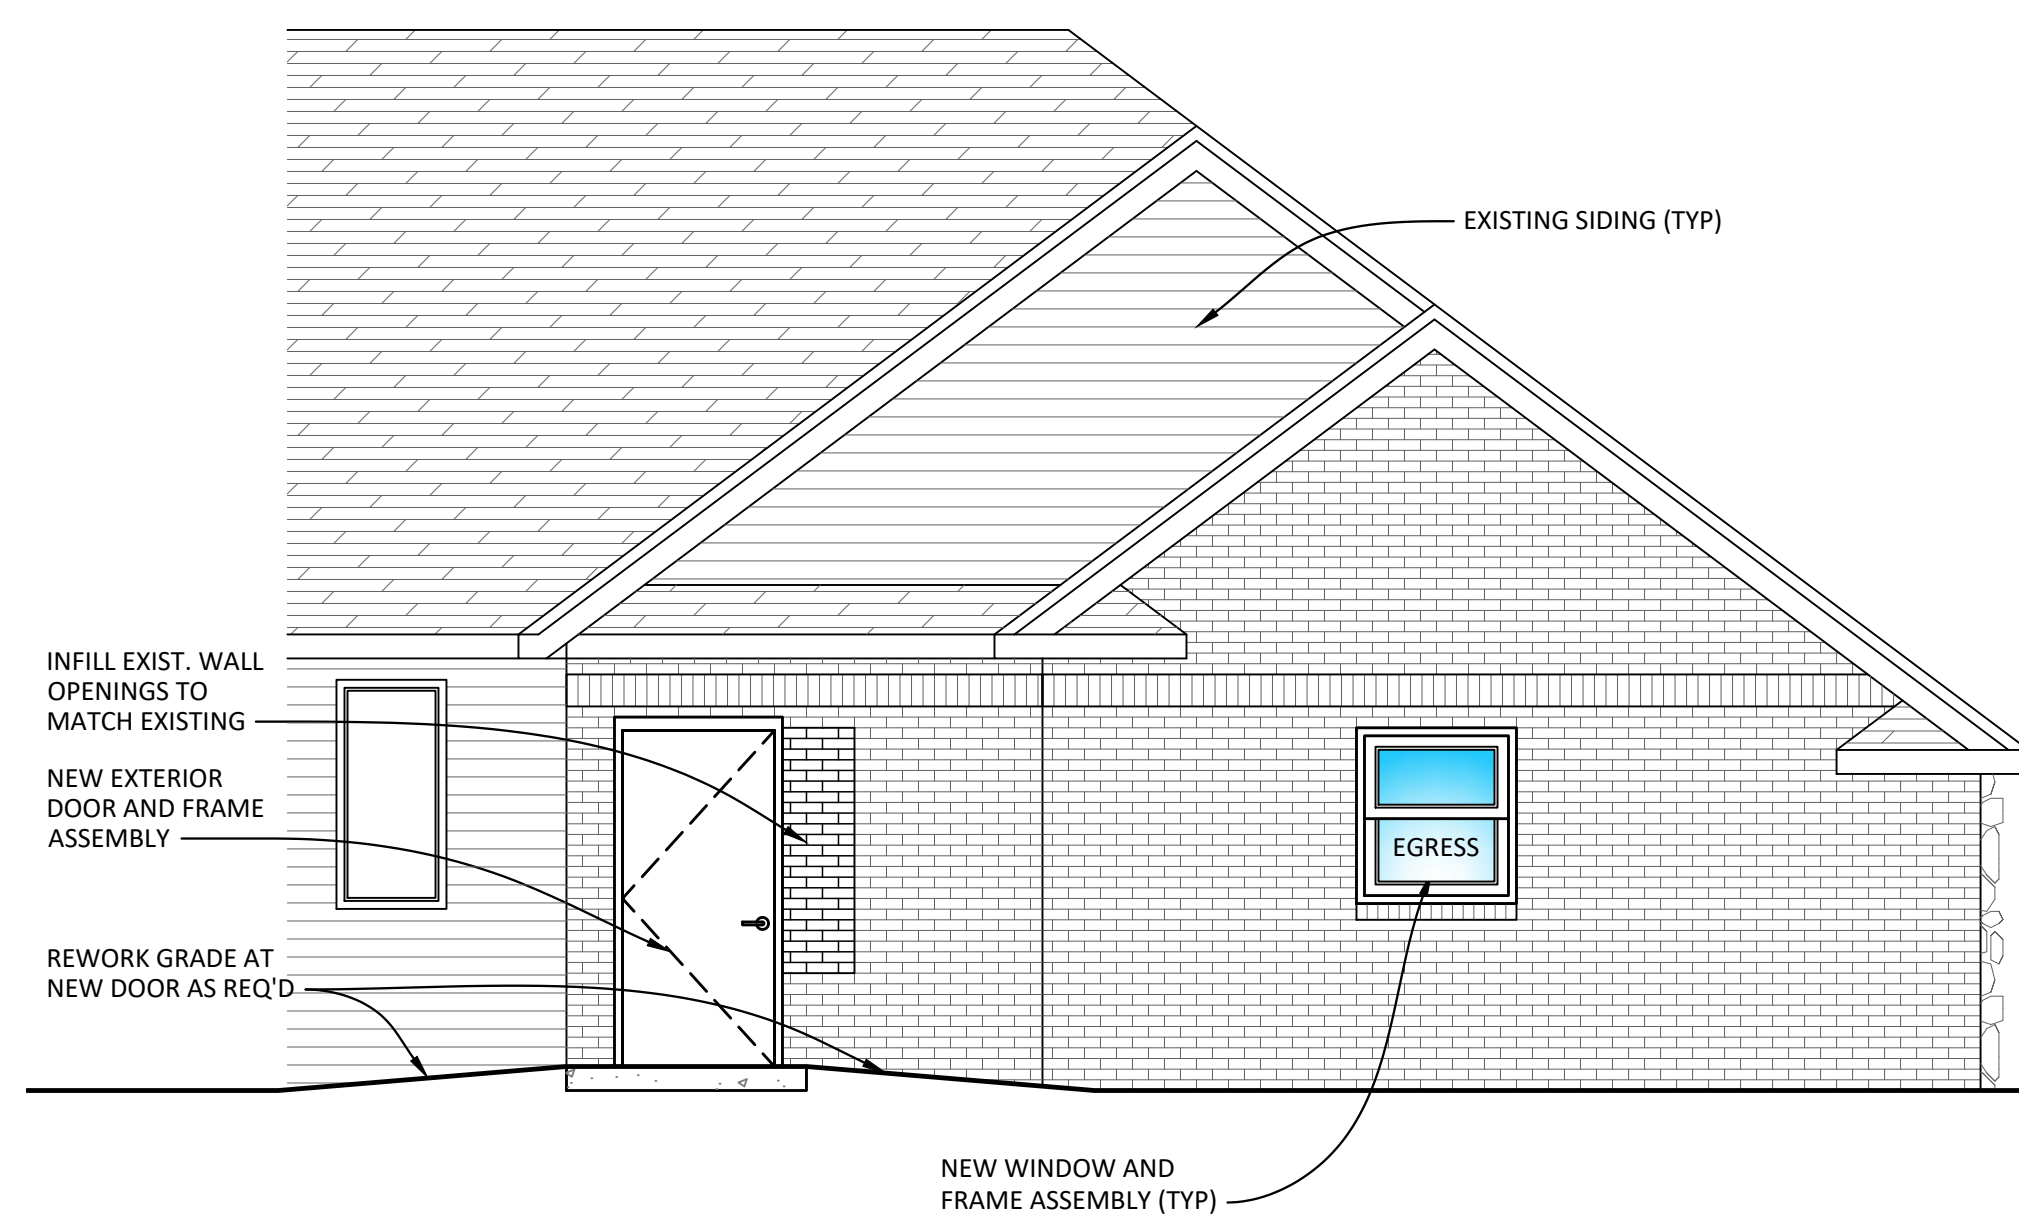 EXISTING SIDING (TYP)
INFILL EXIST. WALL
OPENINGS TO
MATCH EXISTING
NEW EXTERIOR
DOOR AND FRAME
ASSEMBLY
EGRESS
REWORK GRADE AT
NEW DOOR AS REQ'D
NEW WINDOW AND
FRAME ASSEMBLY (TYP)